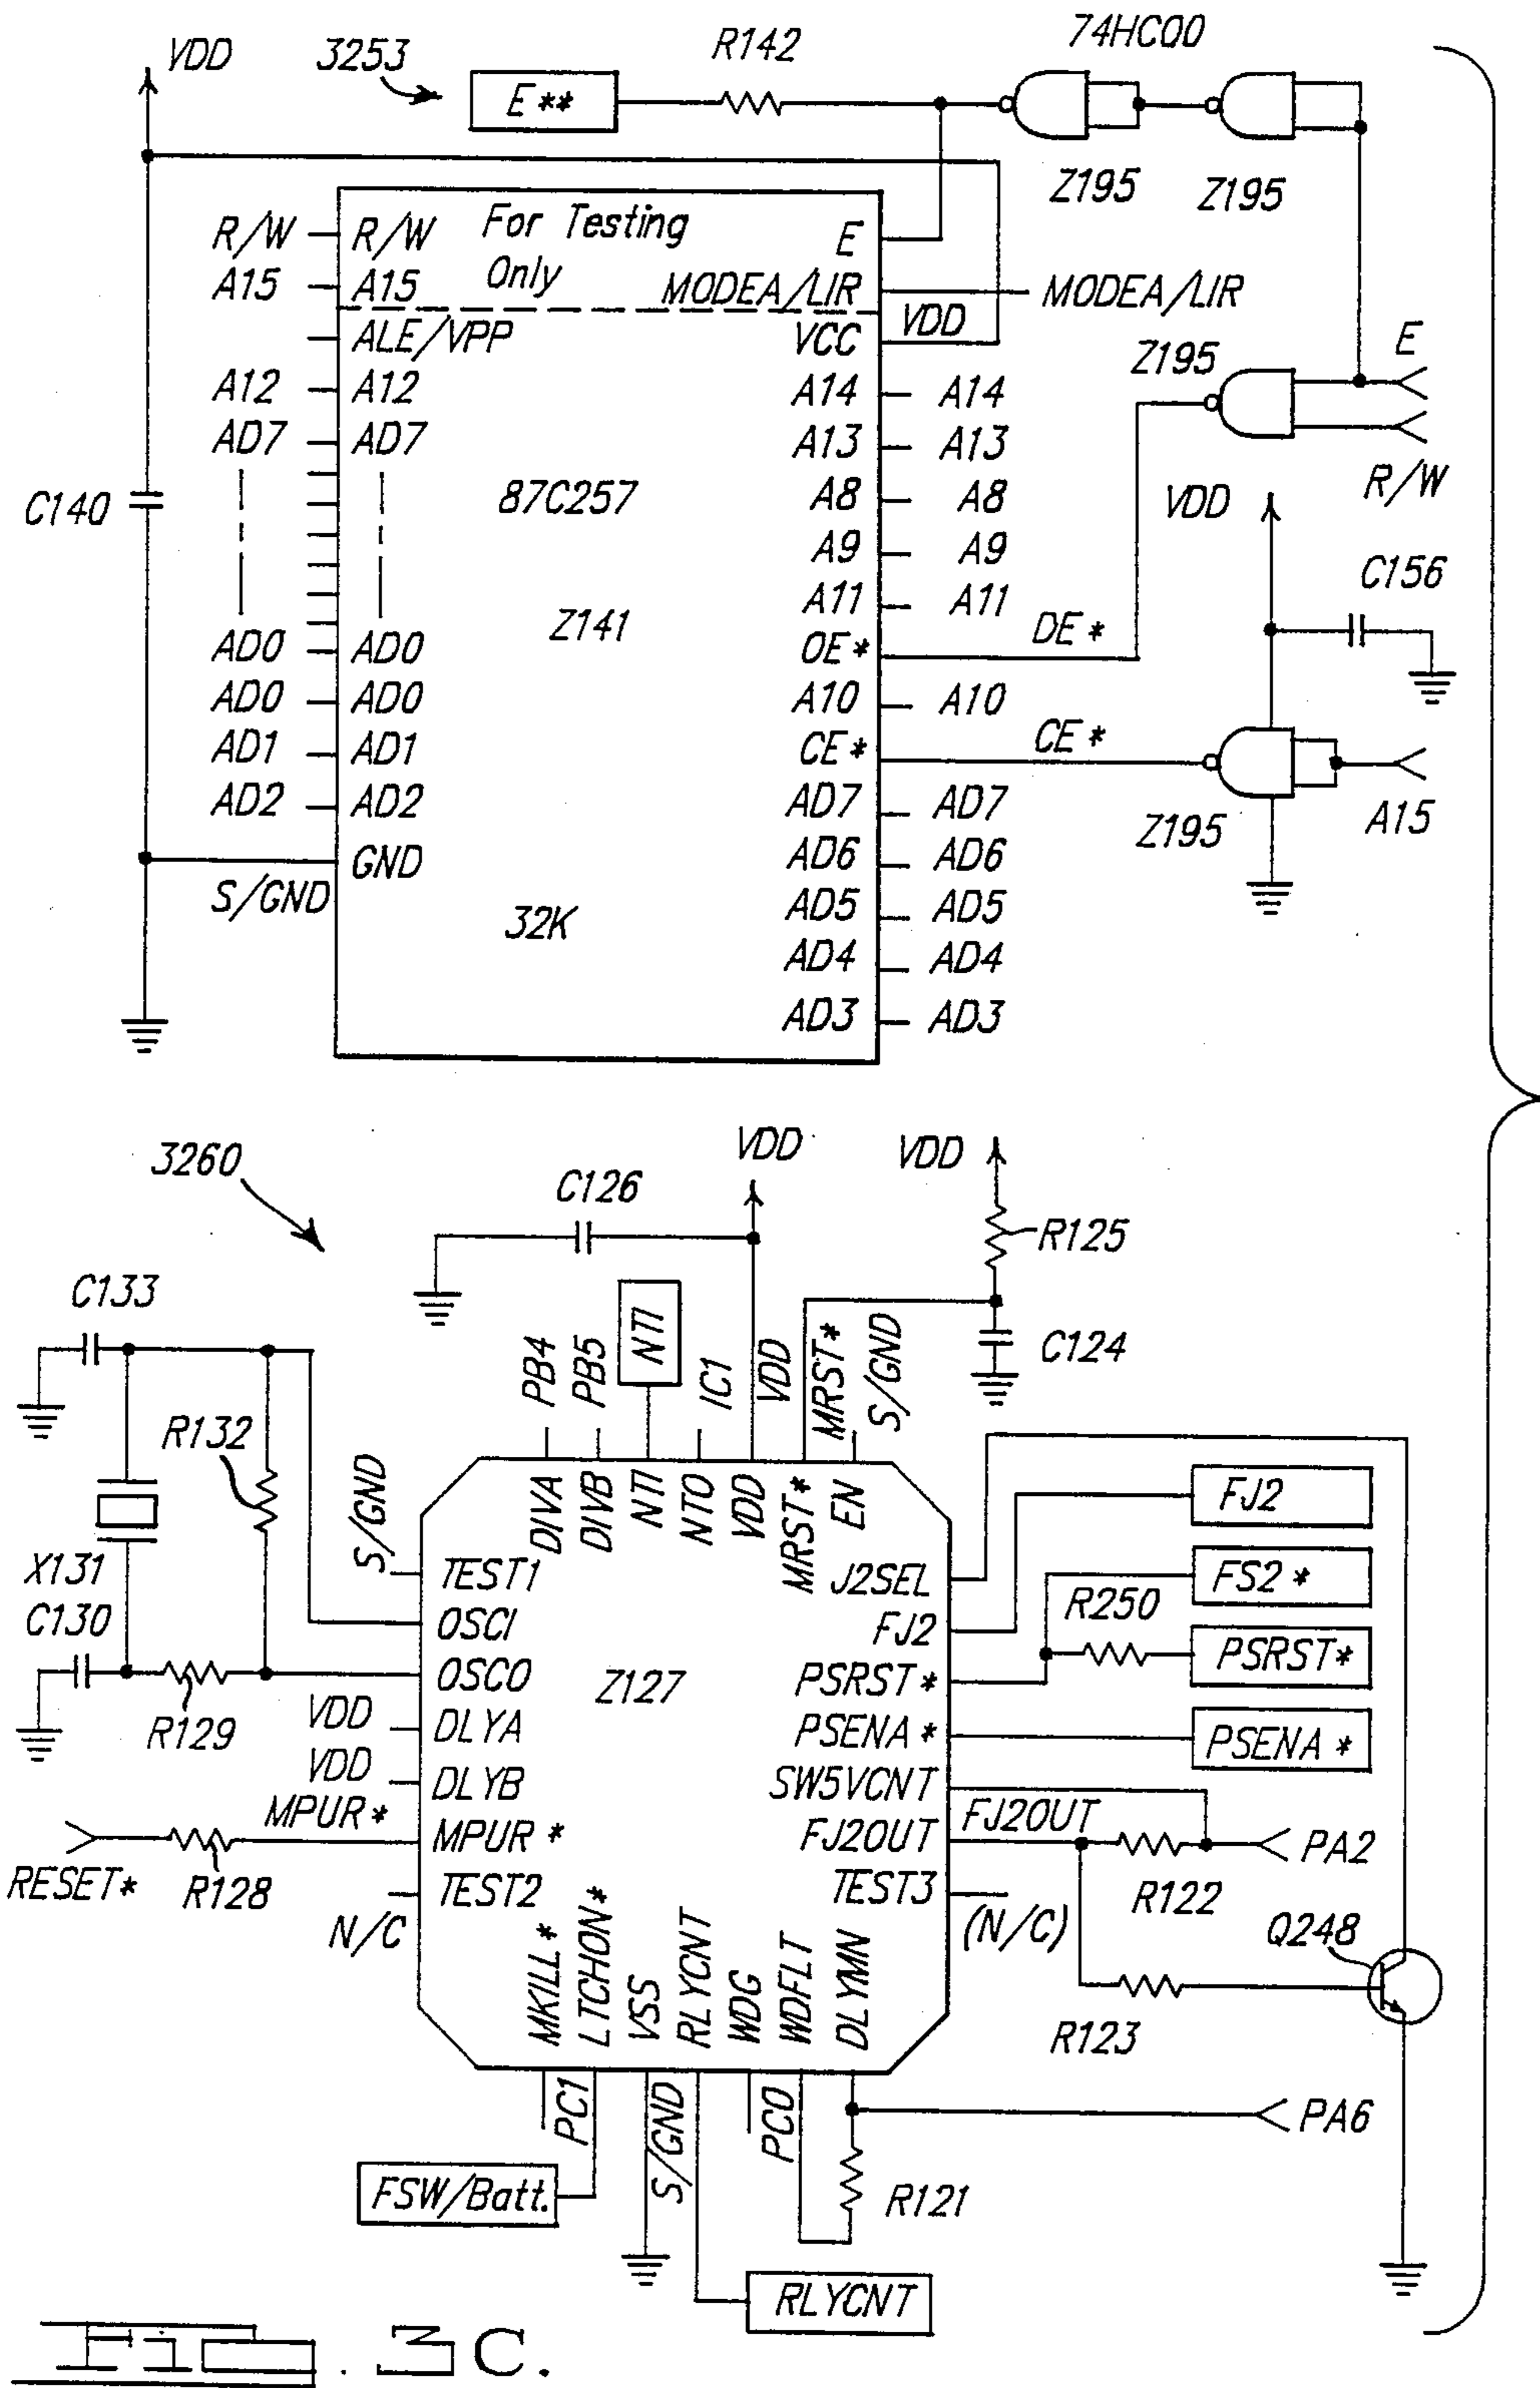 VDD
3253
E**
R142
74HC00
Z195
Z195
R/W
R/W
For Testing
Only
E
A15
A15
MODEA/LIR
MODEA/LIR
ALE/VPP
VCC
VDD
E
Z195
A12
A12
A14
A14
AD7
AD7
A13
A13
R/W
C140
87C257
A8
A8
VDD
A9
A9
C156
Z141
A11
A11
AD0
AD0
OE*
DE*
AD0
AD0
A10
A10
AD1
AD1
CE*
CE*
AD2
AD2
AD7
AD7
Z195
A15
GND
AD6
AD6
S/GND
32K
AD5
AD5
AD4
AD4
AD3
AD3
3260
C126
VDD
VDD
R125
C133
C124
PB4
PB5
NTI
IC1
VDD
MRST*
S/GND
R132
S/GND
DIVA
DIVB
NTI
NTO
VDD
MRST*
EN
FJ2
X131
TEST1
J2SEL
FS2*
C130
OSCI
FJ2
R250
OSCO
Z127
PSRST*
PSRST*
R129
VDD
DLYA
PSENA*
PSENA*
VDD
DLYB
SW5VCNT
MPUR*
MPUR*
FJ2OUT
FJ2OUT
PA2
RESET*
R128
TEST2
TEST3
R122
N/C
(N/C)
Q248
MKILL*
LTCHON*
VSS
RLYCNT
WDG
WDFLT
DLYMN
R123
PC1
S/GND
PC0
PA6
FSW/Batt.
R121
RLYCNT
FIG. 3C.